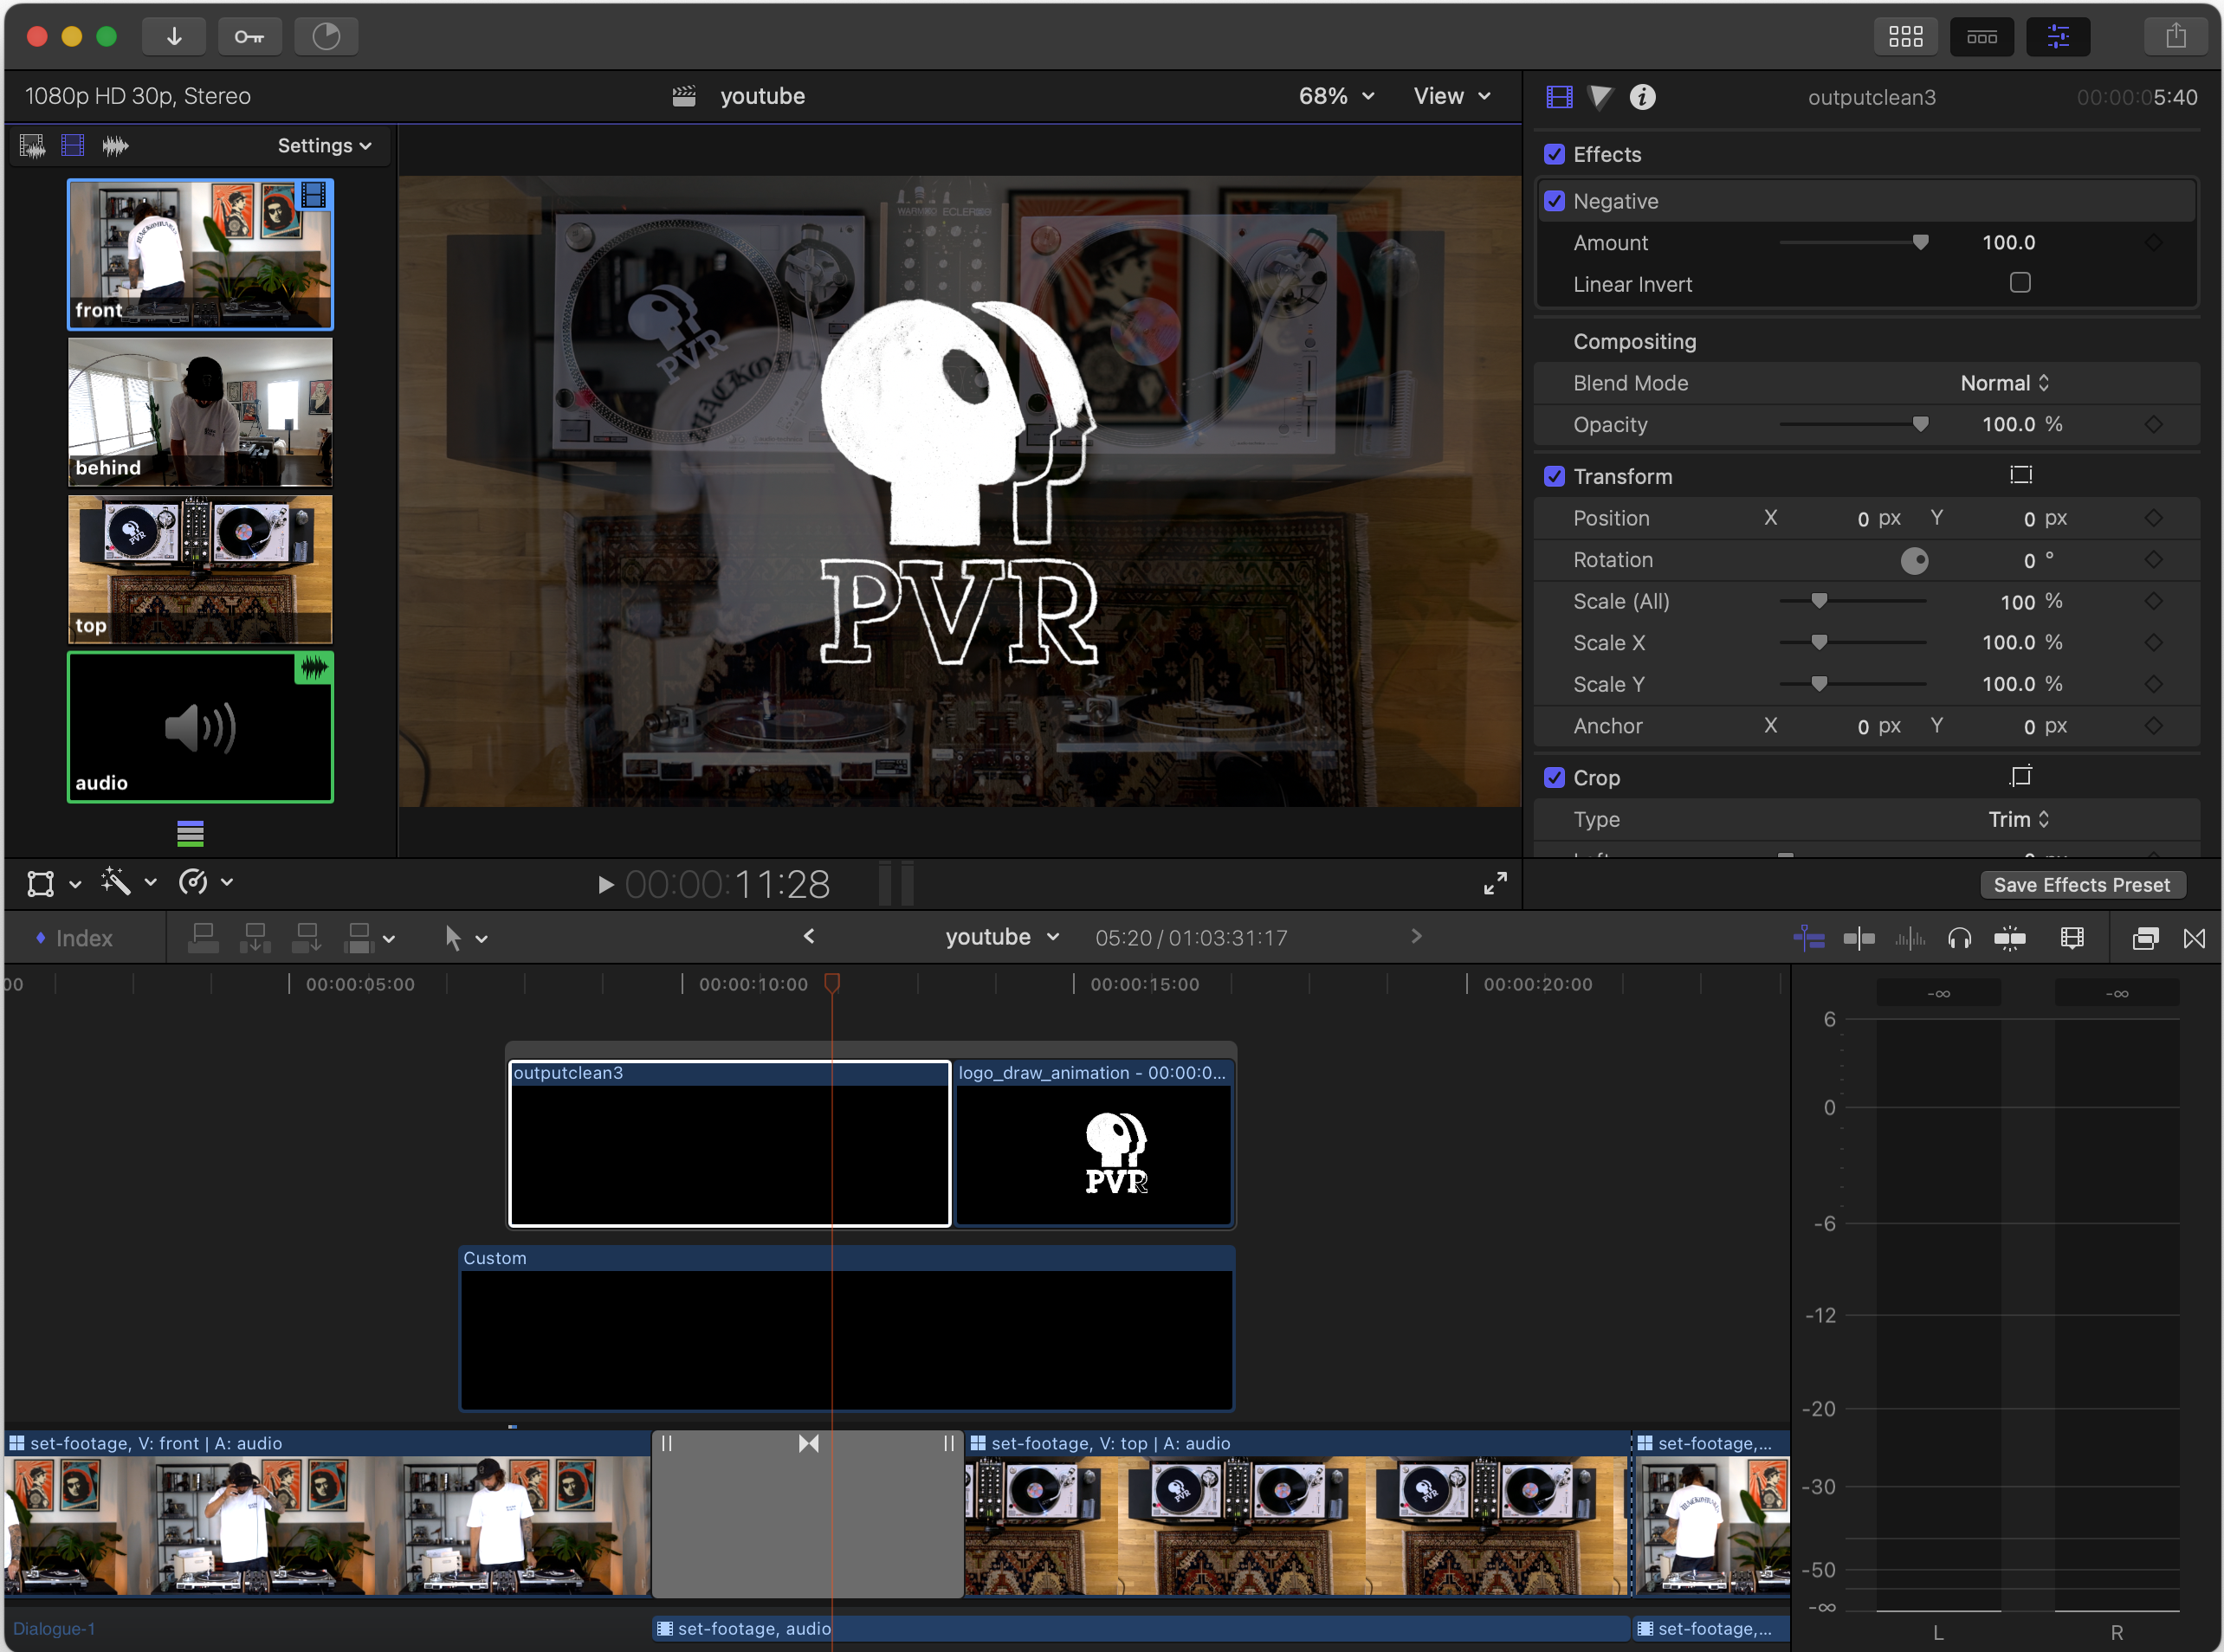 1080p HD 30p, Stereo
youtube
68%
View
outputclean3
00:00:05:40
Settings
front
behind
top
audio
PVR
PVR
Effects
Negative
Amount
100.0
Linear Invert
Compositing
Blend Mode
Normal
Opacity
100.0 %
Transform
Position
X
0 px
Y
0 px
Rotation
0 °
Scale (All)
100 %
Scale X
100.0 %
Scale Y
100.0 %
Anchor
X
0 px
Y
0 px
Crop
Type
Trim
00:00:11:28
Save Effects Preset
Index
youtube
05:20 / 01:03:31:17
00:00:05:00
00:00:10:00
00:00:15:00
00:00:20:00
outputclean3
logo_draw_animation - 00:00:0...
PVR
Custom
set-footage, V: front | A: audio
set-footage, V: top | A: audio
set-footage,...
Dialogue-1
set-footage, audio
set-footage,...
-∞
-∞
6
0
-6
-12
-20
-30
-50
-∞
L
R